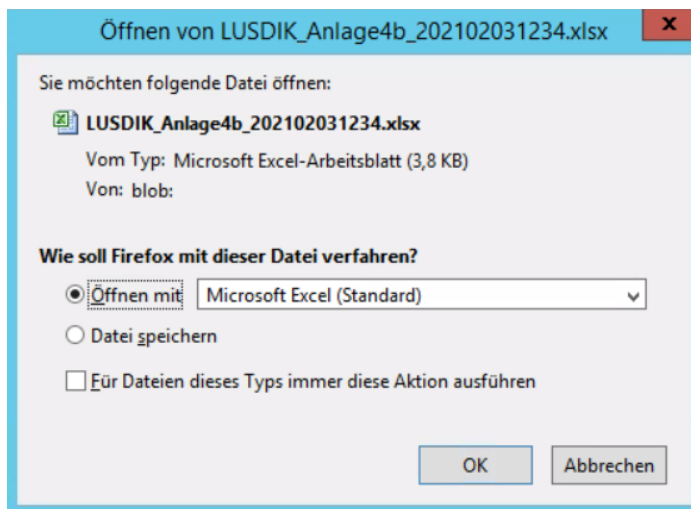 Öffnen von LUSDIK_Anlage4b_202102031234.xlsx
x
Sie möchten folgende Datei öffnen:
LUSDIK_Anlage4b_202102031234.xlsx
Vom Typ: Microsoft Excel-Arbeitsblatt (3,8 KB)
Von: blob:
Wie soll Firefox mit dieser Datei verfahren?
Öffnen mit Microsoft Excel (Standard)
Datei speichern
Für Dateien dieses Typs immer diese Aktion ausführen
OK Abbrechen